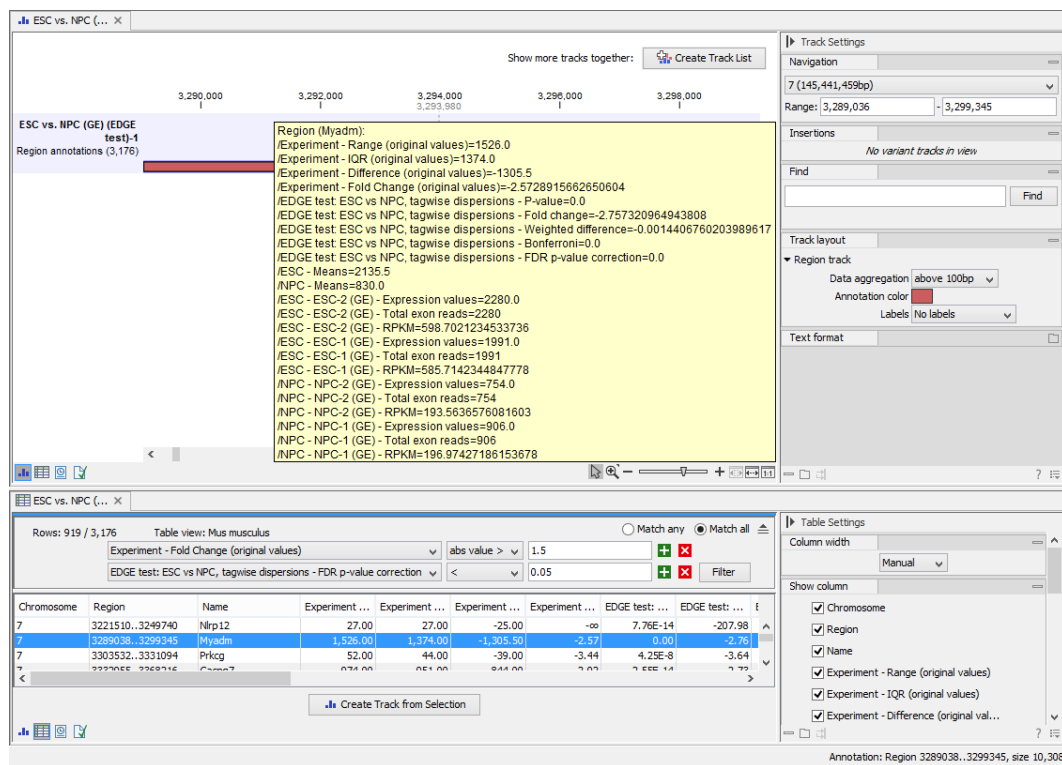 ESC vs. NPC (... ×
Show more tracks together: Create Track List
3,290,000 3,292,000 3,294,000 3,296,000 3,298,000
3,293,980
ESC vs. NPC (GE) (EDGE
test)-1
Region annotations (3,176)
Region (Myadm):
/Experiment - Range (original values)=1526.0
/Experiment - IQR (original values)=1374.0
/Experiment - Difference (original values)=-1305.5
/Experiment - Fold Change (original values)=-2.5728915662650604
/EDGE test: ESC vs NPC, tagwise dispersions - P-value=0.0
/EDGE test: ESC vs NPC, tagwise dispersions - Fold change=-2.757320964943808
/EDGE test: ESC vs NPC, tagwise dispersions - Weighted difference=-0.0014406760203989617
/EDGE test: ESC vs NPC, tagwise dispersions - Bonferroni=0.0
/EDGE test: ESC vs NPC, tagwise dispersions - FDR p-value correction=0.0
/ESC - Means=2135.5
/NPC - Means=830.0
/ESC - ESC-2 (GE) - Expression values=2280.0
/ESC - ESC-2 (GE) - Total exon reads=2280
/ESC - ESC-2 (GE) - RPKM=598.7021234533736
/ESC - ESC-1 (GE) - Expression values=1991.0
/ESC - ESC-1 (GE) - Total exon reads=1991
/ESC - ESC-1 (GE) - RPKM=585.7142344847778
/NPC - NPC-2 (GE) - Expression values=754.0
/NPC - NPC-2 (GE) - Total exon reads=754
/NPC - NPC-2 (GE) - RPKM=193.5636576081603
/NPC - NPC-1 (GE) - Expression values=906.0
/NPC - NPC-1 (GE) - Total exon reads=906
/NPC - NPC-1 (GE) - RPKM=196.97427186153678
1:1
Track Settings
Navigation
7 (145,441,459bp)
Range: 3,289,036 - 3,299,345
Insertions
No variant tracks in view
Find
Find
Track layout
Region track
Data aggregation above 100bp
Annotation color
Labels No labels
Text format
?
ESC vs. NPC (... ×
Rows: 919 / 3,176 Table view: Mus musculus Match any Match all
Experiment - Fold Change (original values) abs value > 1.5
EDGE test: ESC vs NPC, tagwise dispersions - FDR p-value correction < 0.05 Filter
Chromosome Region Name Experiment ... Experiment ... Experiment ... Experiment ... EDGE test: ... EDGE test: ... E
7 3221510..3249740 Nlrp12 27.00 27.00 -25.00 -∞ 7.76E-14 -207.98
7 3289038..3299345 Myadm 1,526.00 1,374.00 -1,305.50 -2.57 0.00 -2.76
7 3303532..3331094 Prkcg 52.00 44.00 -39.00 -3.44 4.25E-8 -3.64
Create Track from Selection
Table Settings
Column width
Manual
Show column
Chromosome
Region
Name
Experiment - Range (original values)
Experiment - IQR (original values)
Experiment - Difference (original val...
?
Annotation: Region 3289038..3299345, size 10,308